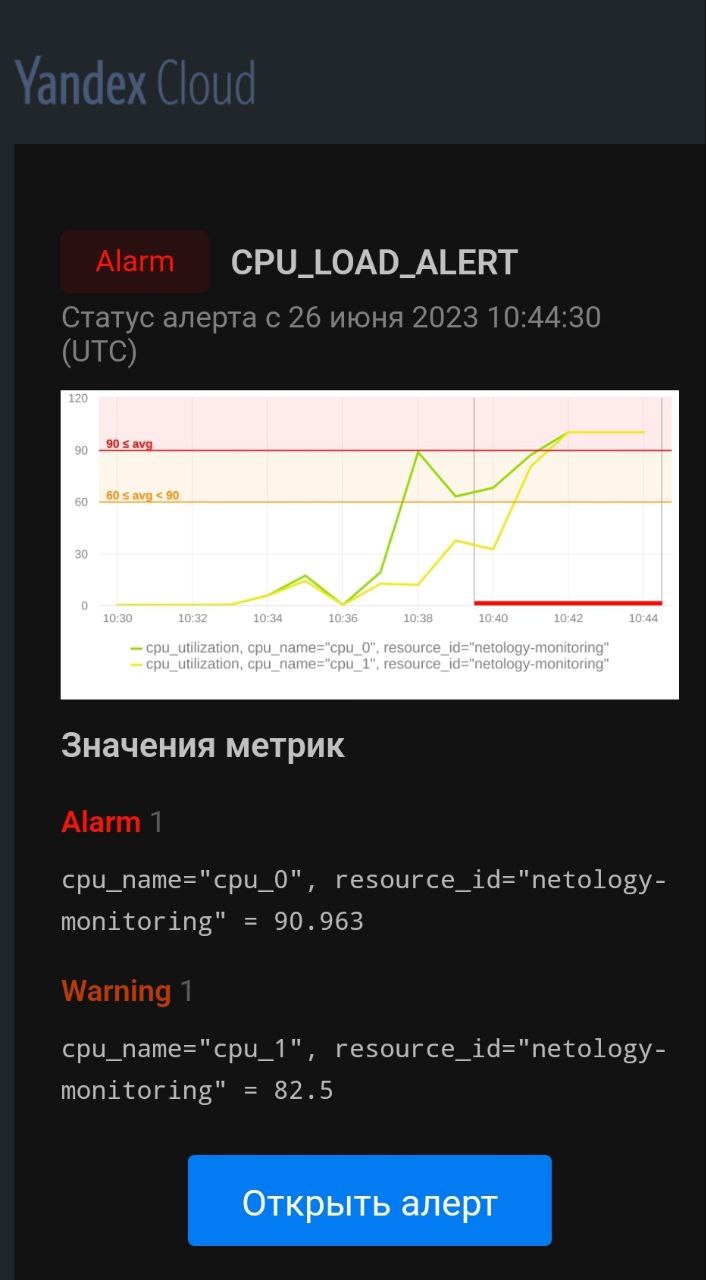 Yandex Cloud
Alarm CPU_LOAD_ALERT
Статус алерта с 26 июня 2023 10:44:30
(UTC)
120
90 ≤ avg
90
60 ≤ avg < 90
60
30
0
10:30 10:32 10:34 10:36 10:38 10:40 10:42 10:44
cpu_utilization, cpu_name="cpu_0", resource_id="netology-monitoring"
cpu_utilization, cpu_name="cpu_1", resource_id="netology-monitoring"
Значения метрик
Alarm 1
cpu_name="cpu_0", resource_id="netology-
monitoring" = 90.963
Warning 1
cpu_name="cpu_1", resource_id="netology-
monitoring" = 82.5
Открыть алерт